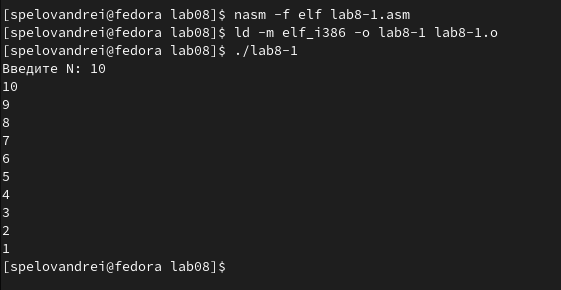 [spelovandrei@fedora lab08]$ nasm -f elf lab8-1.asm
[spelovandrei@fedora lab08]$ ld -m elf_i386 -o lab8-1 lab8-1.o
[spelovandrei@fedora lab08]$ ./lab8-1
Введите N: 10
10
9
8
7
6
5
4
3
2
1
[spelovandrei@fedora lab08]$